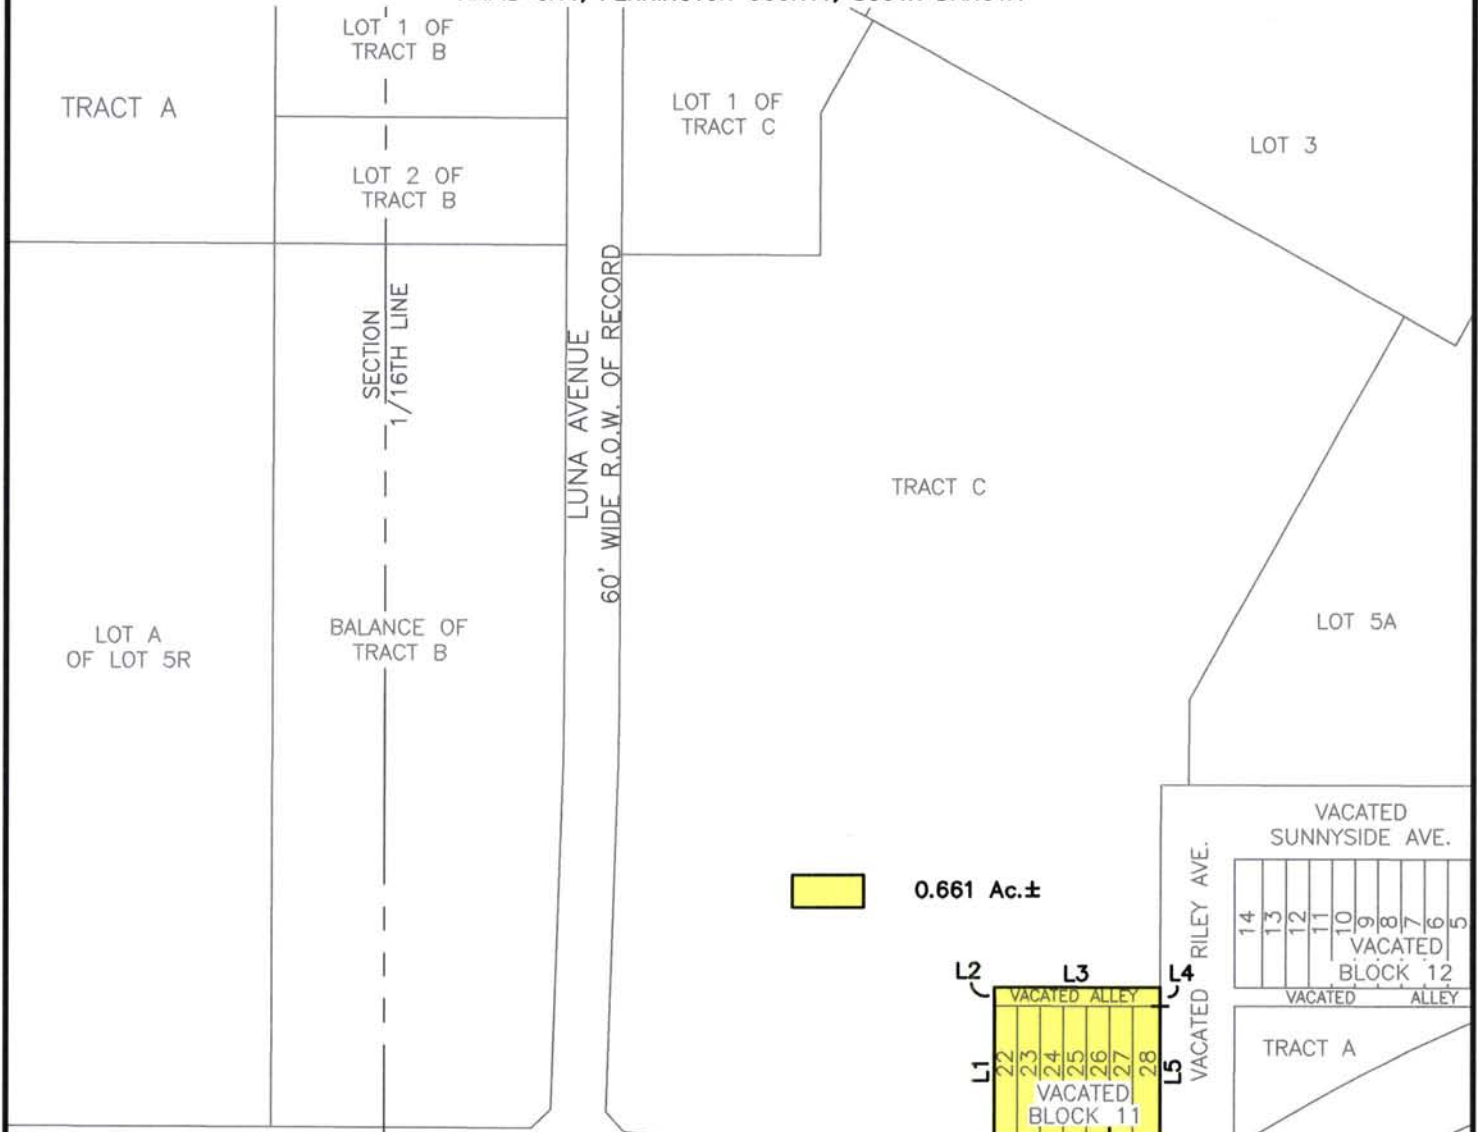 LOT 1 OF
TRACT B
TRACT A
LOT 1 OF
TRACT C
LOT 3
LOT 2 OF
TRACT B
SECTION
1/16TH LINE
LUNA AVENUE
60' WIDE R.O.W. OF RECORD
TRACT C
LOT A
OF LOT 5R
BALANCE OF
TRACT B
LOT 5A
VACATED
SUNNYSIDE AVE.
VACATED RILEY AVE.
0.661 Ac.±
14
13
12
11
10
9
8
7
6
5
VACATED
BLOCK 12
VACATED ALLEY
L2
L3
L4
VACATED ALLEY
L1
22
23
24
25
26
27
28
L5
VACATED
BLOCK 11
TRACT A